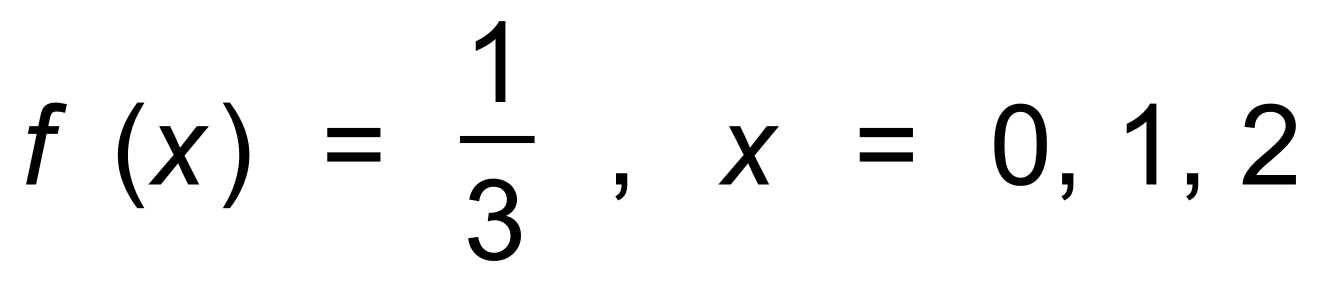 f (x) = 1/3 , x = 0, 1, 2